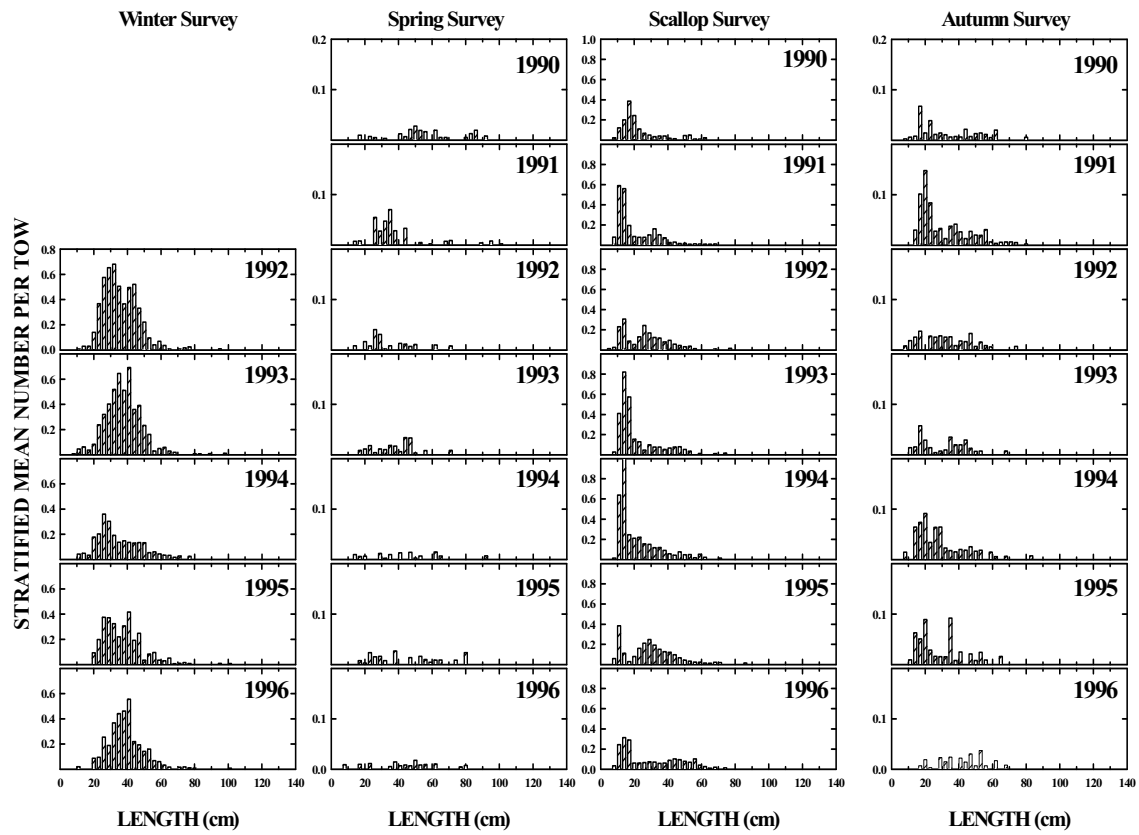 Winter Survey Spring Survey Scallop Survey Autumn Survey
STRATIFIED MEAN NUMBER PER TOW
0.2 1.0 0.2
0.1 0.8 0.6 0.4 0.2 0.1
1990 1990 1990
0.1 0.8 0.6 0.4 0.2 0.0 0.1
1991 1991 1991
0.8 0.6 0.4 0.2 0.0 0.1 0.8 0.6 0.4 0.2 0.1
1992 1992 1992 1992
0.6 0.4 0.2 0.1 0.8 0.6 0.4 0.2 0.1
1993 1993 1993 1993
0.6 0.4 0.2 0.1 0.8 0.6 0.4 0.2 0.1
1994 1994 1994 1994
0.6 0.4 0.2 0.1 0.8 0.6 0.4 0.2 0.1
1995 1995 1995 1995
0.6 0.4 0.2 0.1 0.0 0.8 0.6 0.4 0.2 0.0 0.1 0.0
1996 1996 1996 1996
0 20 40 60 80 100 120 140 0 20 40 60 80 100 120 140 0 20 40 60 80 100 120 140 0 20 40 60 80 100 120 140
LENGTH (cm) LENGTH (cm) LENGTH (cm) LENGTH (cm)